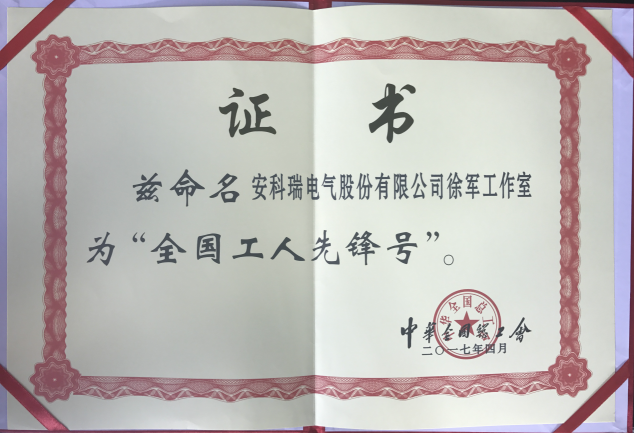 证书
兹命名安科瑞电气股份有限公司徐军工作室
为“全国工人先锋号”。
中华全国总工会
二〇一七年四月